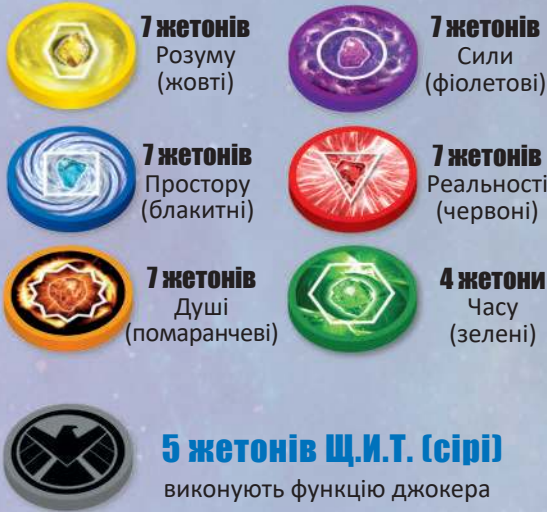 7 жетонів
Розуму
(жовті)
7 жетонів
Сили
(фіолетові)
7 жетонів
Простору
(блакитні)
7 жетонів
Реальності
(червоні)
7 жетонів
Душі
(помаранчеві)
4 жетони
Часу
(зелені)
5 жетонів Щ.И.Т. (сірі)
виконують функцію джокера